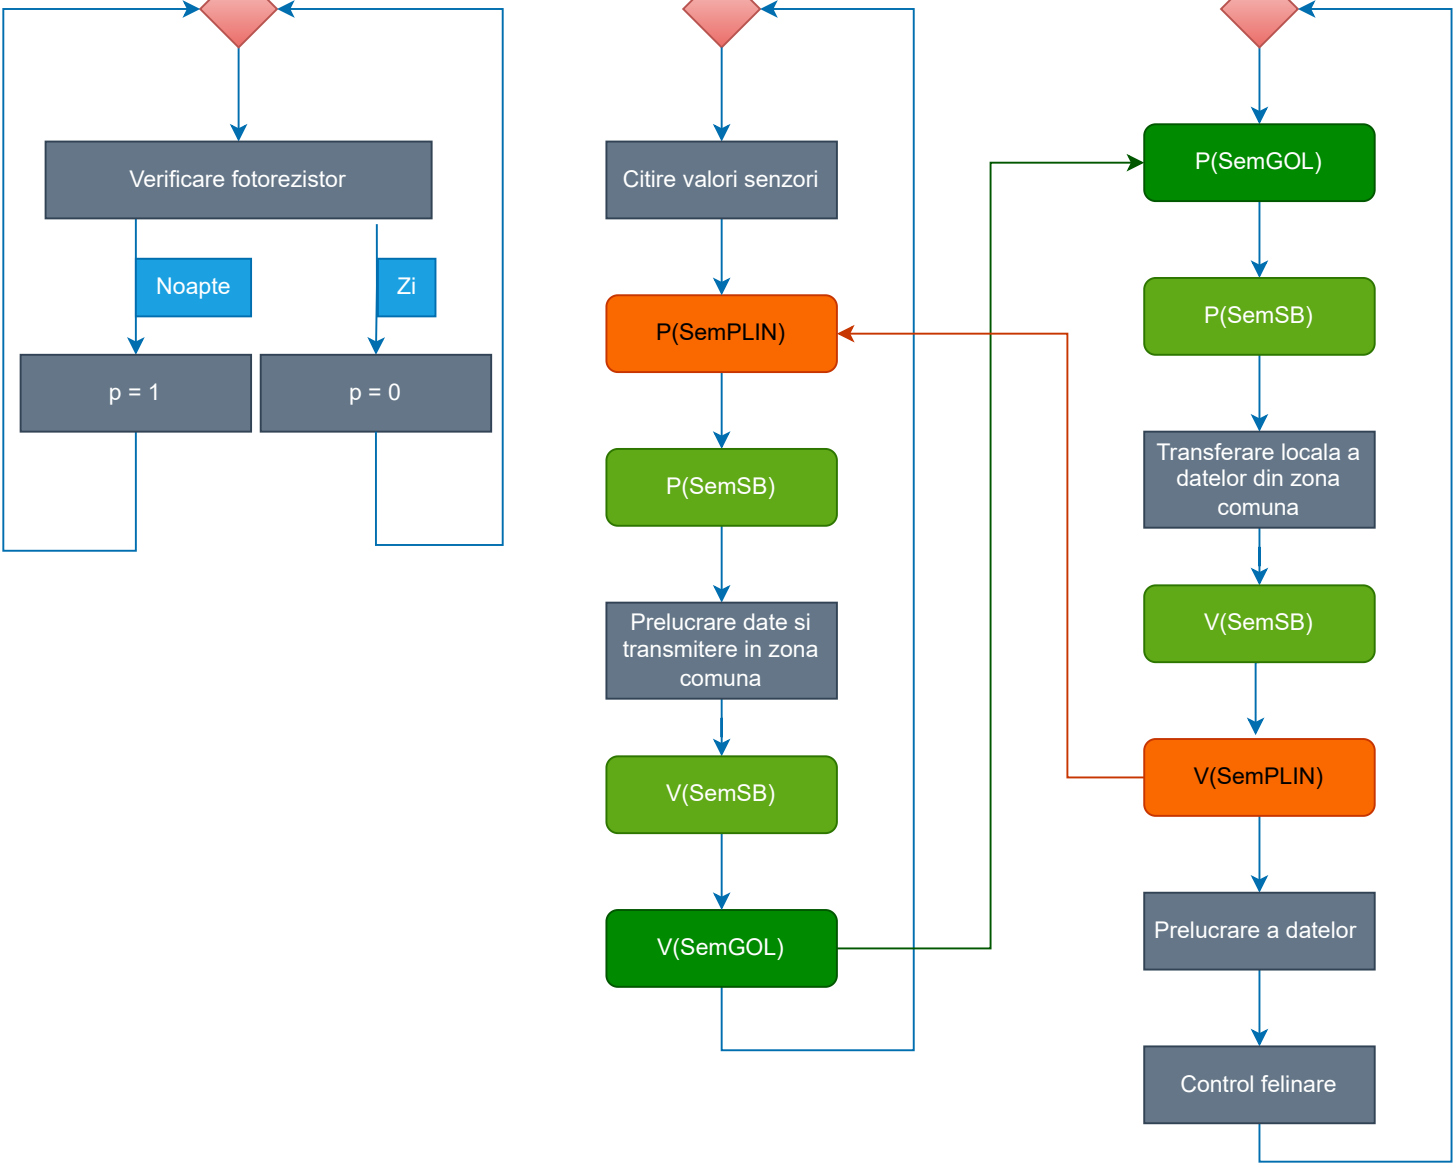 Verificare fotorezistor
Noapte
Zi
p = 1
p = 0
Citire valori senzori
P(SemPLIN)
P(SemSB)
Prelucrare date si
transmitere in zona
comuna
V(SemSB)
V(SemGOL)
P(SemGOL)
P(SemSB)
Transferare locala a
datelor din zona
comuna
V(SemSB)
V(SemPLIN)
Prelucrare a datelor
Control felinare